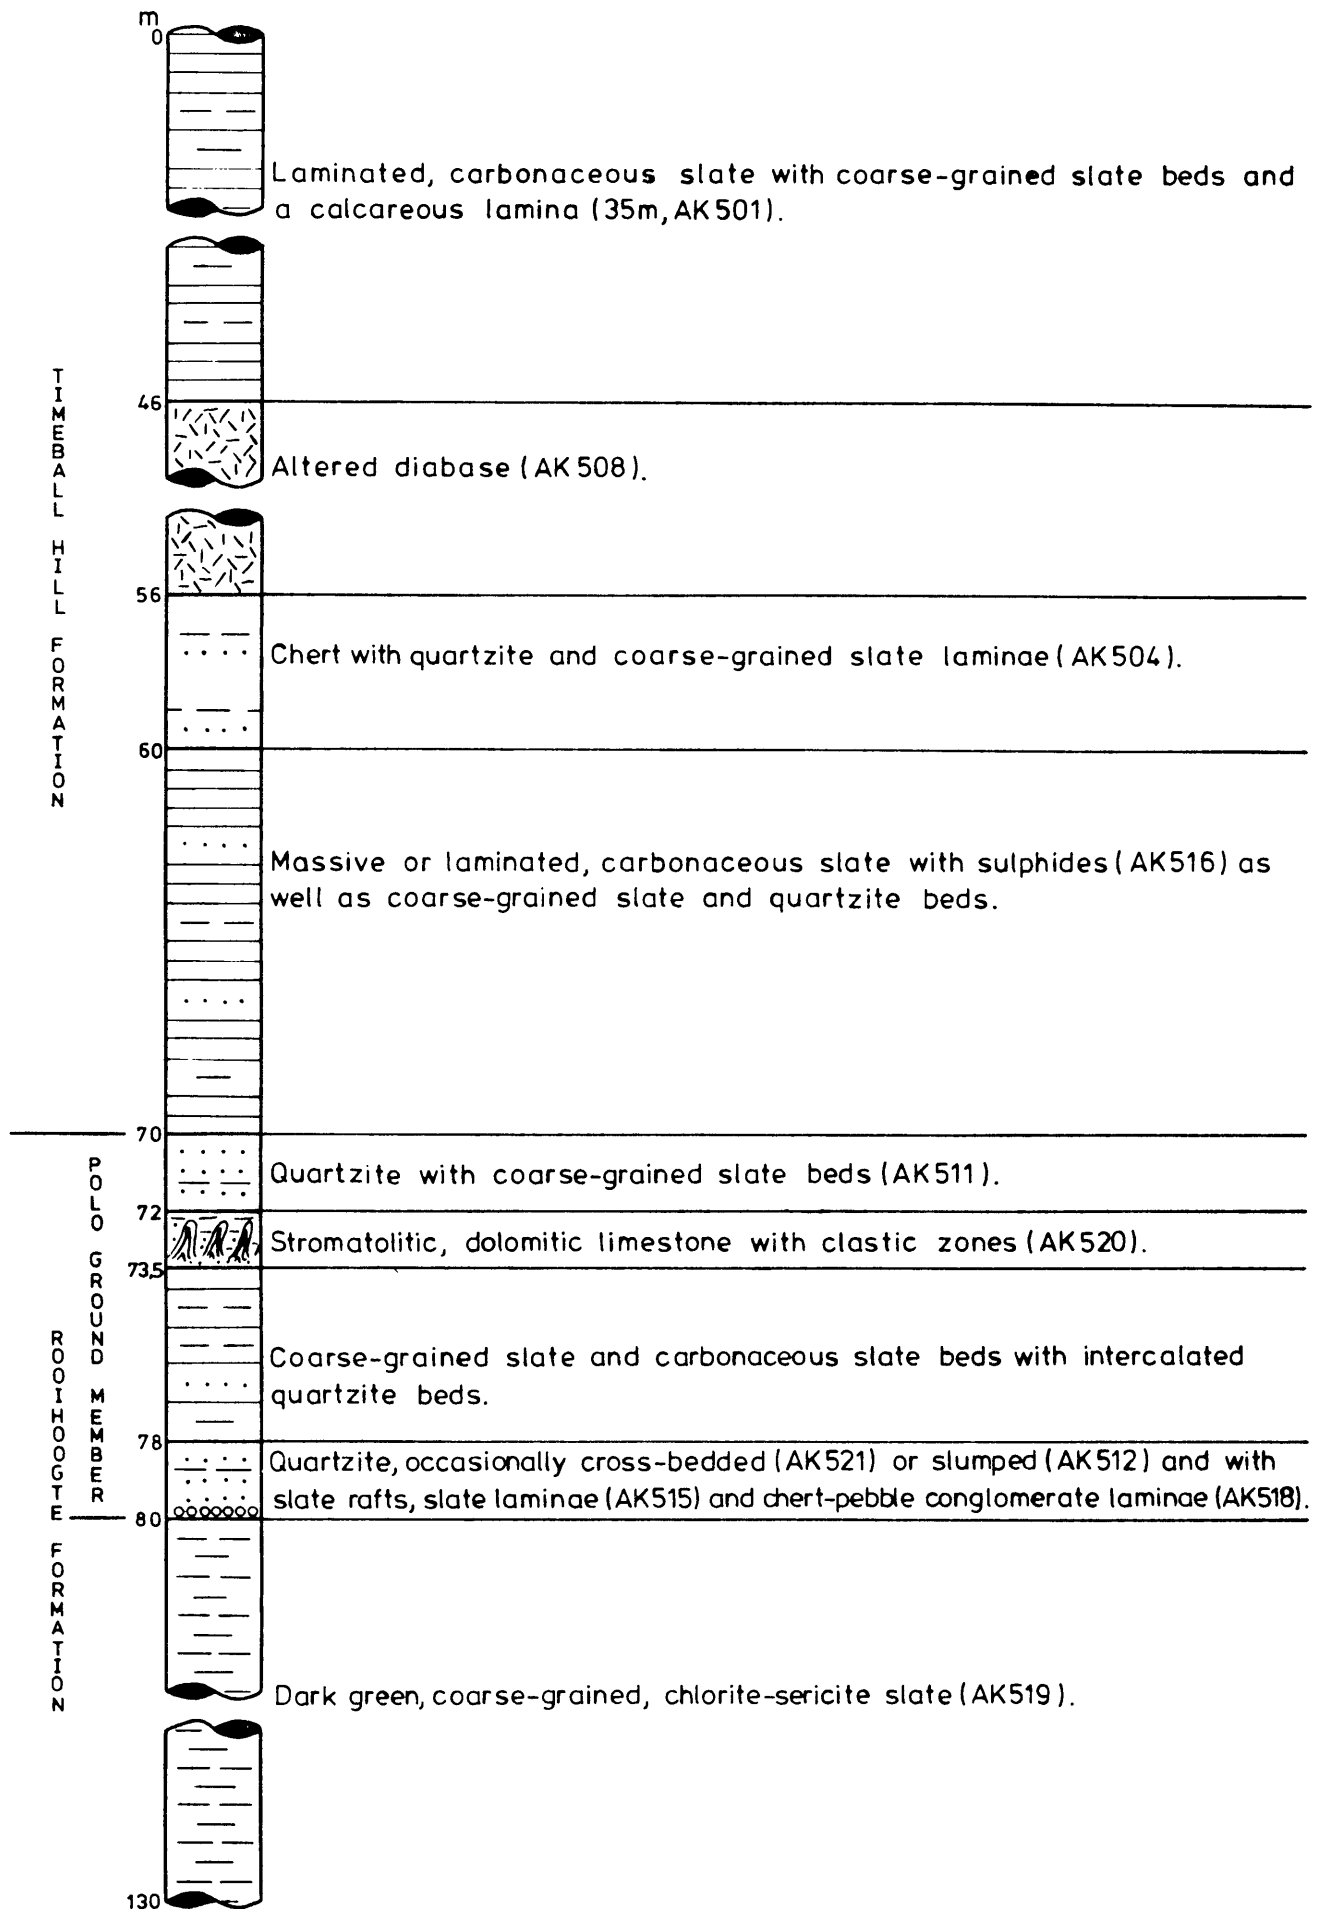 m
0
Laminated, carbonaceous slate with coarse-grained slate beds and
a calcareous lamina (35m, AK501).
46
Altered diabase (AK508).
56
Chert with quartzite and coarse-grained slate laminae (AK504).
60
Massive or laminated, carbonaceous slate with sulphides (AK516) as
well as coarse-grained slate and quartzite beds.
TIMEBALL HILL FORMATION
70
Quartzite with coarse-grained slate beds (AK511).
72
Stromatolitic, dolomitic limestone with clastic zones (AK520).
73.5
Coarse-grained slate and carbonaceous slate beds with intercalated
quartzite beds.
78
Quartzite, occasionally cross-bedded (AK521) or slumped (AK512) and with
slate rafts, slate laminae (AK515) and chert-pebble conglomerate laminae (AK518).
POLO GROUND MEMBER
80
Dark green, coarse-grained, chlorite-sericite slate (AK519).
ROOIHOOGTE FORMATION
130